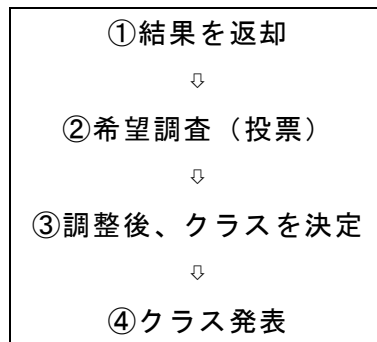 ①結果を返却
⇩
②希望調査（投票）
⇩
③調整後、クラスを決定
⇩
④クラス発表